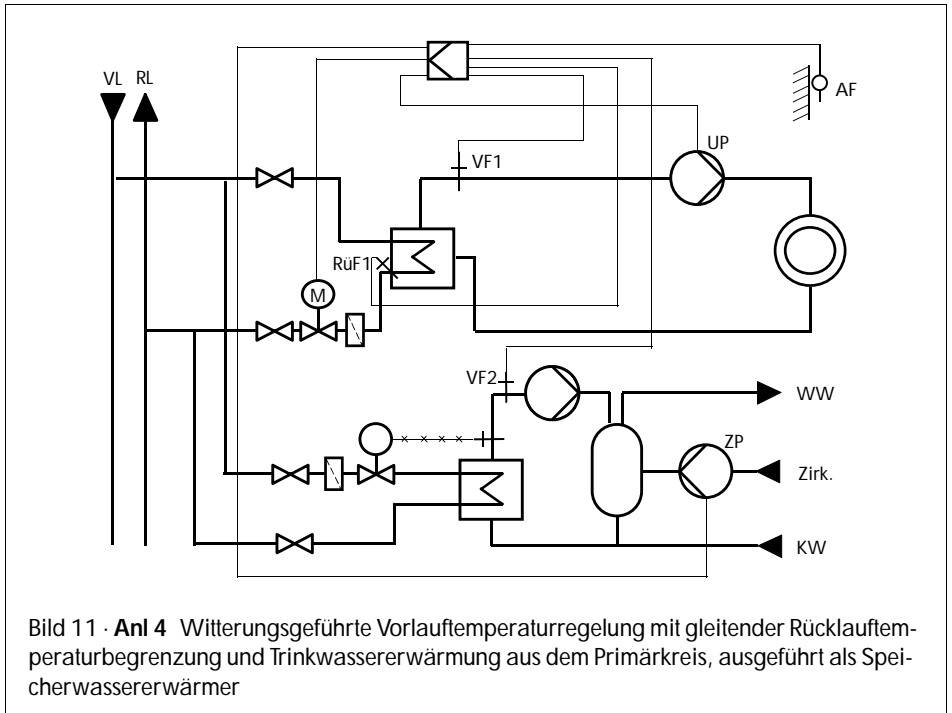 VL RL
AF
VF1
UP
RüF1
M
VF2
WW
ZP
Zirk.
KW
Bild 11 · Anl 4 Witterungsgeführte Vorlauftemperaturregelung mit gleitender Rücklauftem-
peraturbegrenzung und Trinkwassererwärmung aus dem Primärkreis, ausgeführt als Spei-
cherwassererwärmer